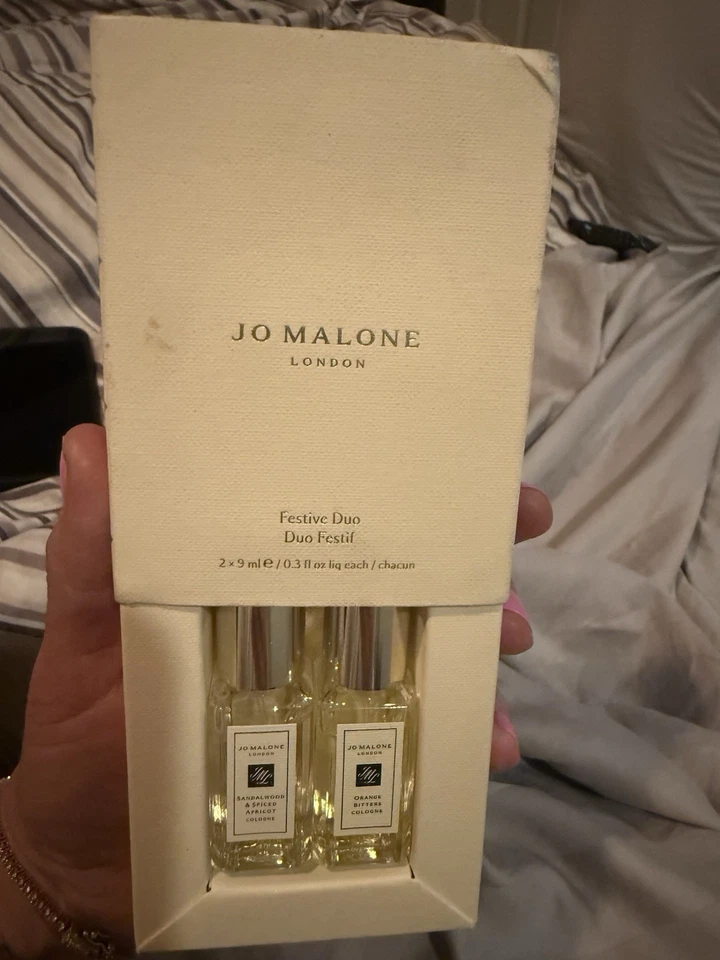 JO MALONE
LONDON
Festive Duo
Duo Festif
2 × 9 ml ℮ / 0.3 fl oz liq each / chacun
JO MALONE
LONDON
SANDALWOOD
& SPICED
APRICOT
COLOGNE
JO MALONE
LONDON
ORANGE
BITTERS
COLOGNE